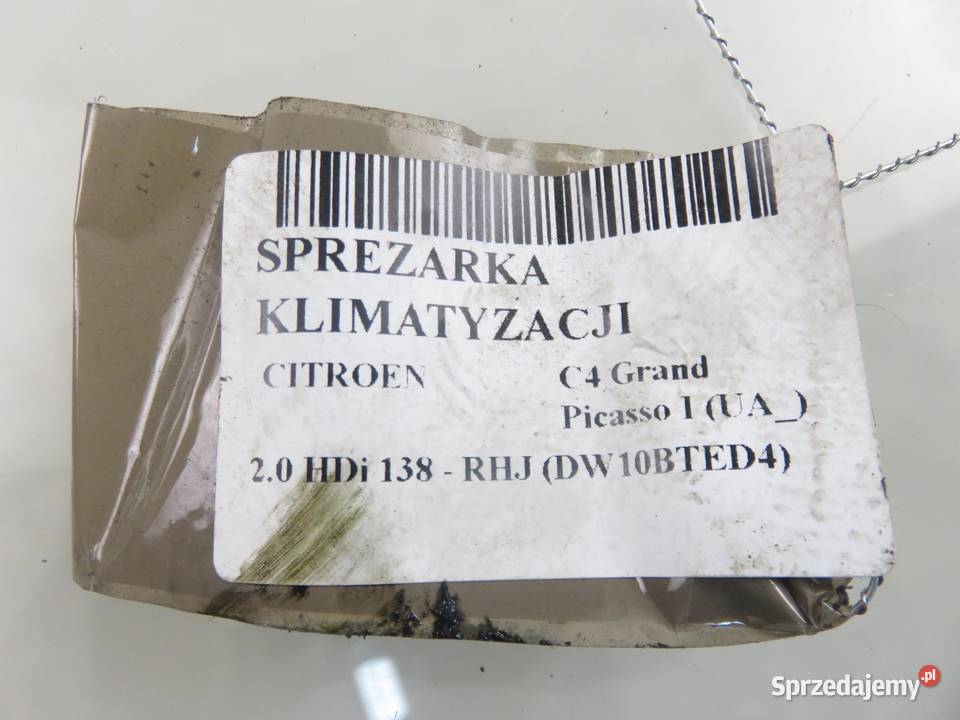 SPREZARKA
KLIMATYZACJI
CITROEN C4 Grand
Picasso I (UA_)
2.0 HDi 138 - RHJ (DW10BTED4)
Sprzedajemy.pl